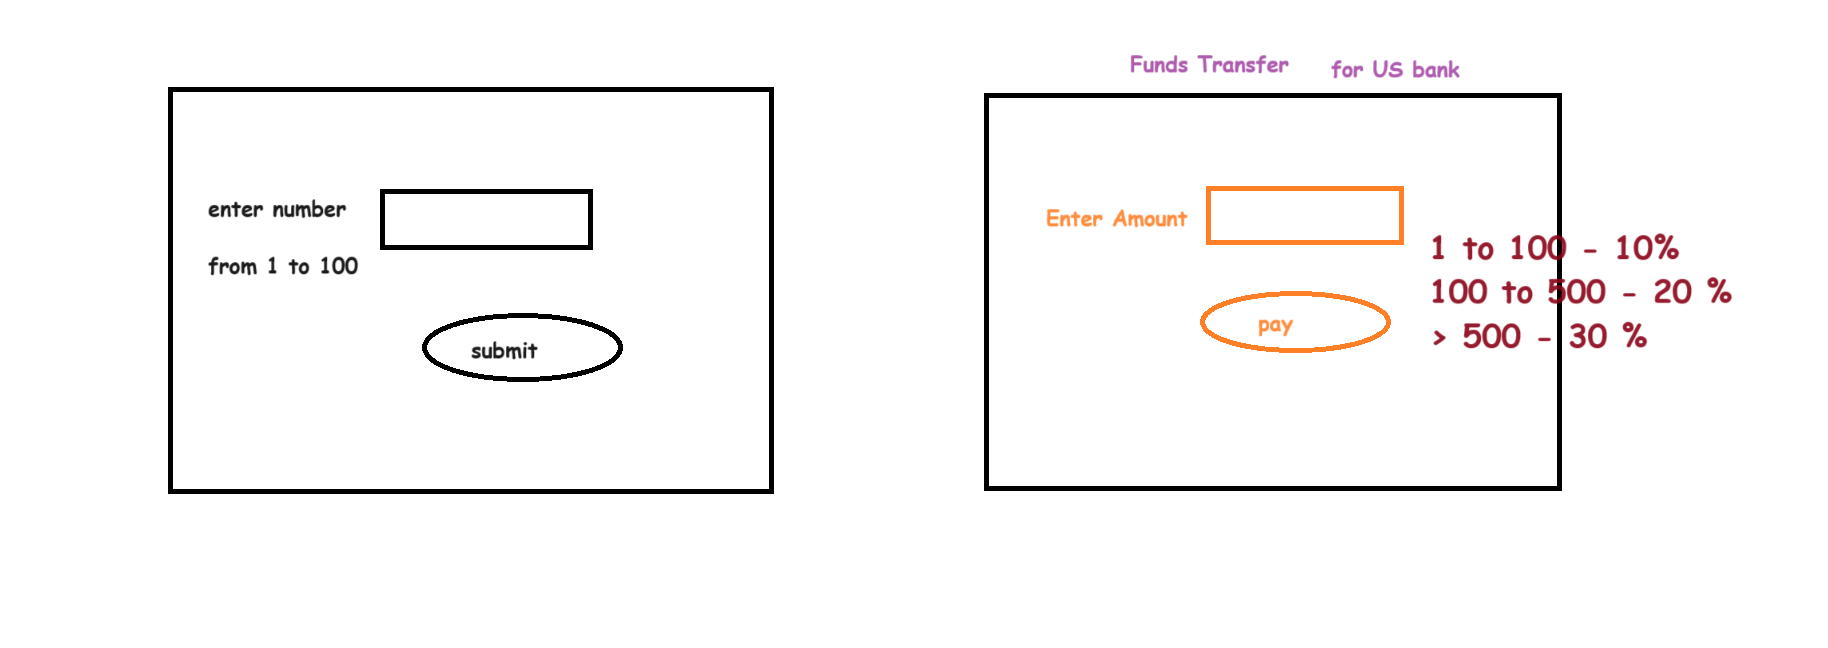 enter number
from 1 to 100
submit
Funds Transfer for US bank
Enter Amount
pay
1 to 100 - 10%
100 to 500 - 20 %
> 500 - 30 %